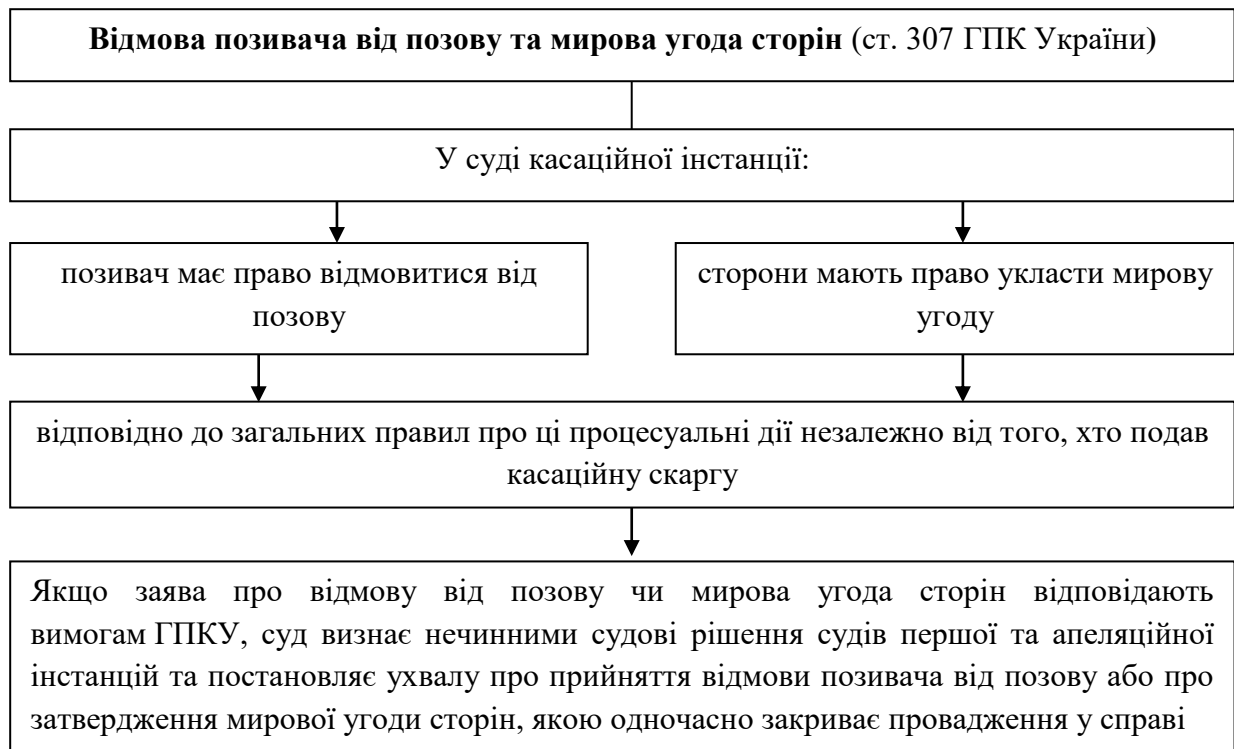 Відмова позивача від позову та мирова угода сторін (ст. 307 ГПК України)
У суді касаційної інстанції:
позивач має право відмовитися від
позову
сторони мають право укласти мирову
угоду
відповідно до загальних правил про ці процесуальні дії незалежно від того, хто подав
касаційну скаргу
Якщо заява про відмову від позову чи мирова угода сторін відповідають
вимогам ГПКУ, суд визнає нечинними судові рішення судів першої та апеляційної
інстанцій та постановляє ухвалу про прийняття відмови позивача від позову або про
затвердження мирової угоди сторін, якою одночасно закриває провадження у справі